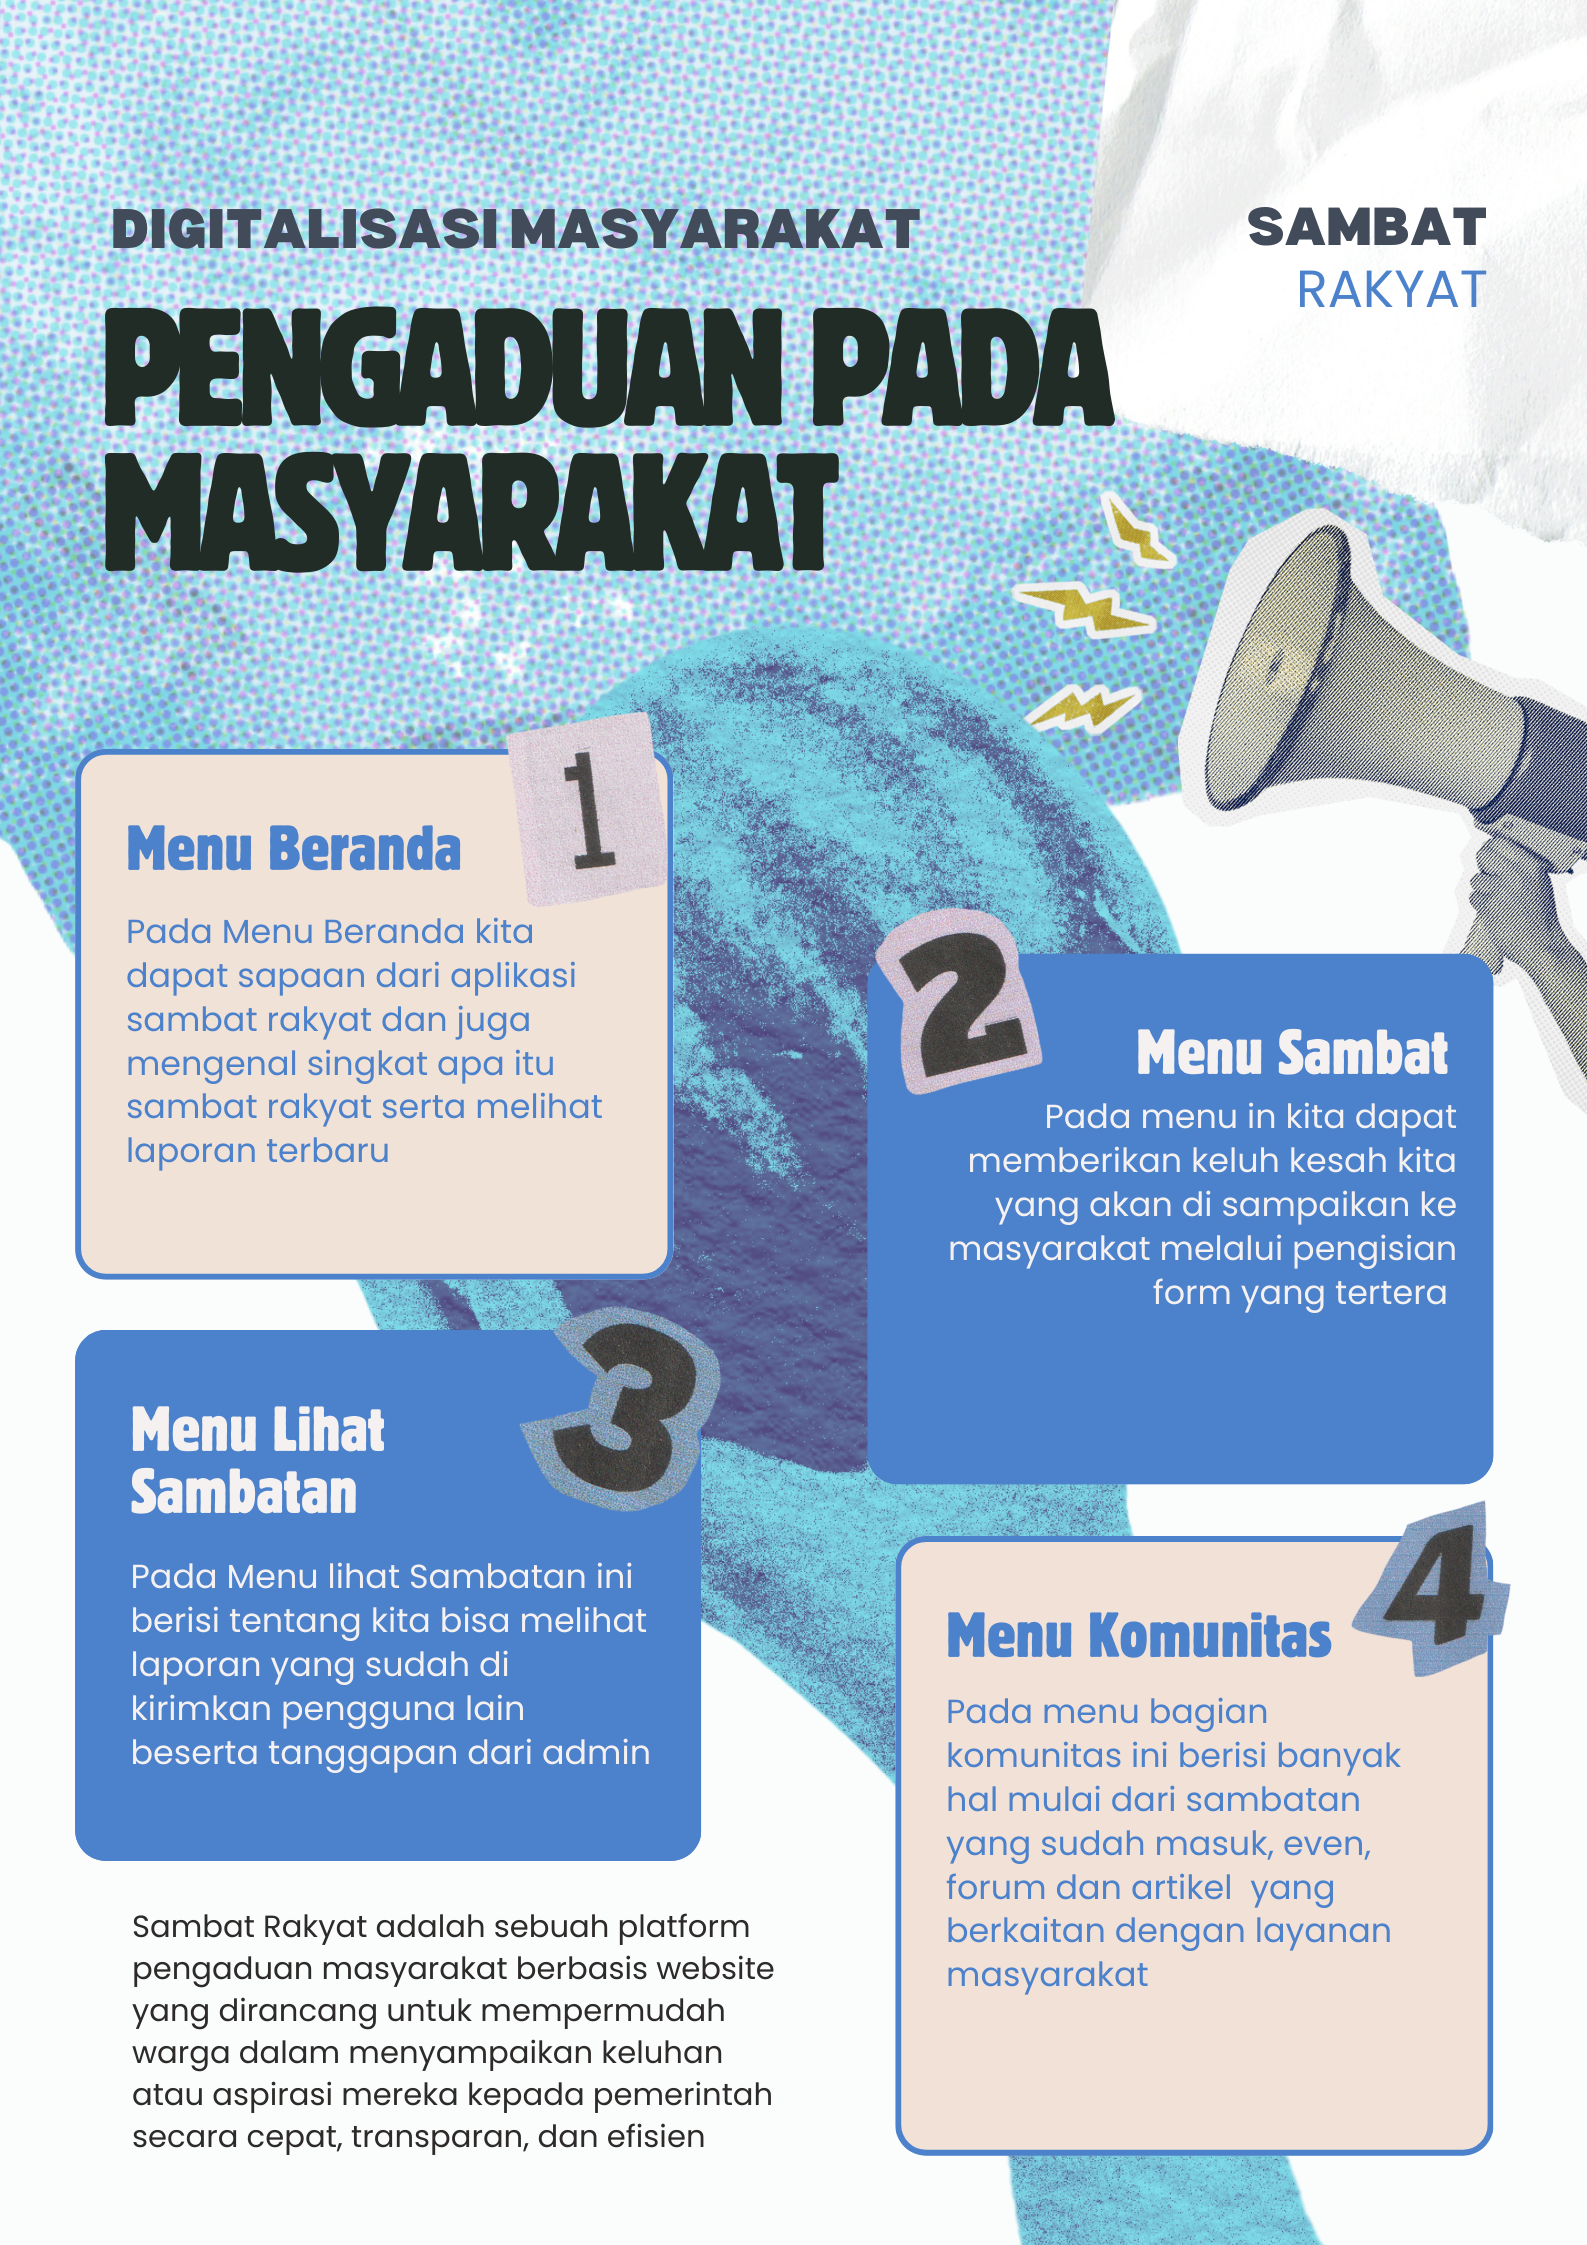 DIGITALISASI MASYARAKAT
SAMBAT
RAKYAT
PENGADUAN PADA
MASYARAKAT
1
Menu Beranda
Pada Menu Beranda kita
dapat sapaan dari aplikasi
sambat rakyat dan juga
mengenal singkat apa itu
sambat rakyat serta melihat
laporan terbaru
2
Menu Sambat
Pada menu in kita dapat
memberikan keluh kesah kita
yang akan di sampaikan ke
masyarakat melalui pengisian
form yang tertera
3
Menu Lihat
Sambatan
Pada Menu lihat Sambatan ini
berisi tentang kita bisa melihat
laporan yang sudah di
kirimkan pengguna lain
beserta tanggapan dari admin
4
Menu Komunitas
Pada menu bagian
komunitas ini berisi banyak
hal mulai dari sambatan
yang sudah masuk, even,
forum dan artikel  yang
berkaitan dengan layanan
masyarakat
Sambat Rakyat adalah sebuah platform
pengaduan masyarakat berbasis website
yang dirancang untuk mempermudah
warga dalam menyampaikan keluhan
atau aspirasi mereka kepada pemerintah
secara cepat, transparan, dan efisien